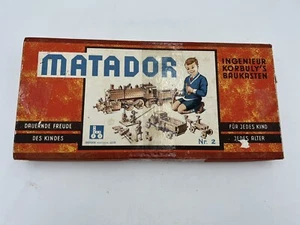 MATADOR
INGENIEUR
KORBULY'S
BAUKASTEN
DAUERNDE FREUDE
DES KINDES
FÜR JEDES KIND
JEDES ALTER
Nr. 2